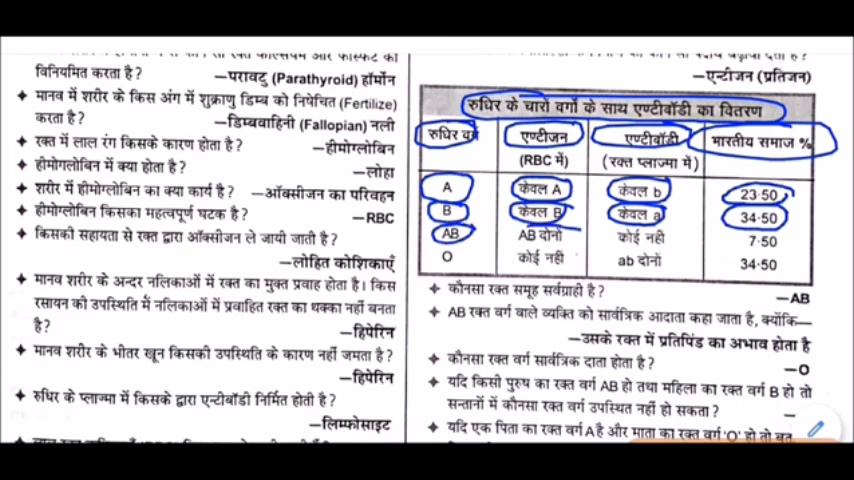 विनियमित करता है? —परावटु (Parathyroid) हॉर्मोन
✦ मानव में शरीर के किस अंग में शुक्राणु डिम्ब को निषेचित (Fertilize)
करता है? —डिम्बवाहिनी (Fallopian) नली
✦ रक्त में लाल रंग किसके कारण होता है? —हीमोग्लोबिन
✦ हीमोगलोबिन में क्या होता है? —लोहा
✦ शरीर में हीमोग्लोबिन का क्या कार्य है? —ऑक्सीजन का परिवहन
✦ हीमोग्लोबिन किसका महत्वपूर्ण घटक है? —RBC
✦ किसकी सहायता से रक्त द्वारा ऑक्सीजन ले जायी जाती है?
—लोहित कोशिकाएँ
✦ मानव शरीर के अन्दर नलिकाओं में रक्त का मुक्त प्रवाह होता है। किस
रसायन को उपस्थिति में नलिकाओं में प्रवाहित रक्त का थक्का नहीं बनता
है? —हिपेरिन
✦ मानव शरीर के भीतर खून किसकी उपस्थिति के कारण नहीं जमता है?
—हिपेरिन
✦ रुधिर के प्लाज्मा में किसके द्वारा एन्टीबॉडी निर्मित होती है?
—लिम्फोसाइट
—एन्टीजन (प्रतिजन)
रुधिर के चारों वर्गों के साथ एण्टीबॉडी का वितरण
रुधिर वर्ग एण्टीजन एण्टीबॉडी भारतीय समाज %
(RBC में) (रक्त प्लाज्मा में)
A केवल A केवल b 23·50
B केवल B केवल a 34·50
AB AB दोनों कोई नहीं 7·50
O कोई नहीं ab दोनों 34·50
✦ कौनसा रक्त समूह सर्वग्राही है? —AB
✦ AB रक्त वर्ग वाले व्यक्ति को सार्वत्रिक आदाता कहा जाता है, क्योंकि—
—उसके रक्त में प्रतिपिंड का अभाव होता है
✦ कौनसा रक्त वर्ग सार्वत्रिक दाता होता है? —O
✦ यदि किसी पुरुष का रक्त वर्ग AB हो तथा महिला का रक्त वर्ग B हो तो
सन्तानों में कौनसा रक्त वर्ग उपस्थित नहीं हो सकता? —
✦ यदि एक पिता का रक्त वर्ग A है और माता का रक्त वर्ग 'O' हो तो